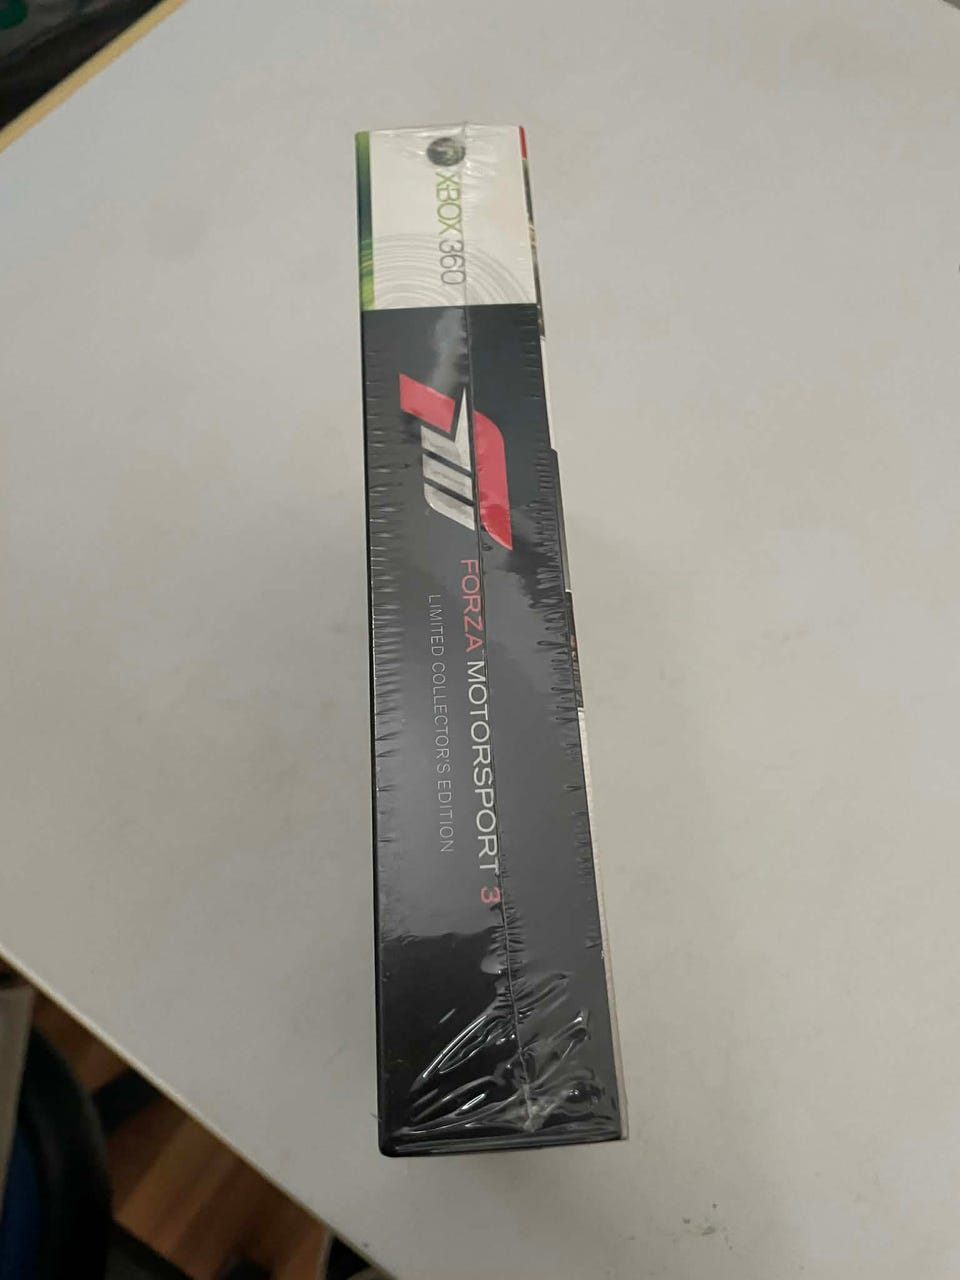 XBOX 360
FORZA MOTORSPORT 3
LIMITED COLLECTOR'S EDITION